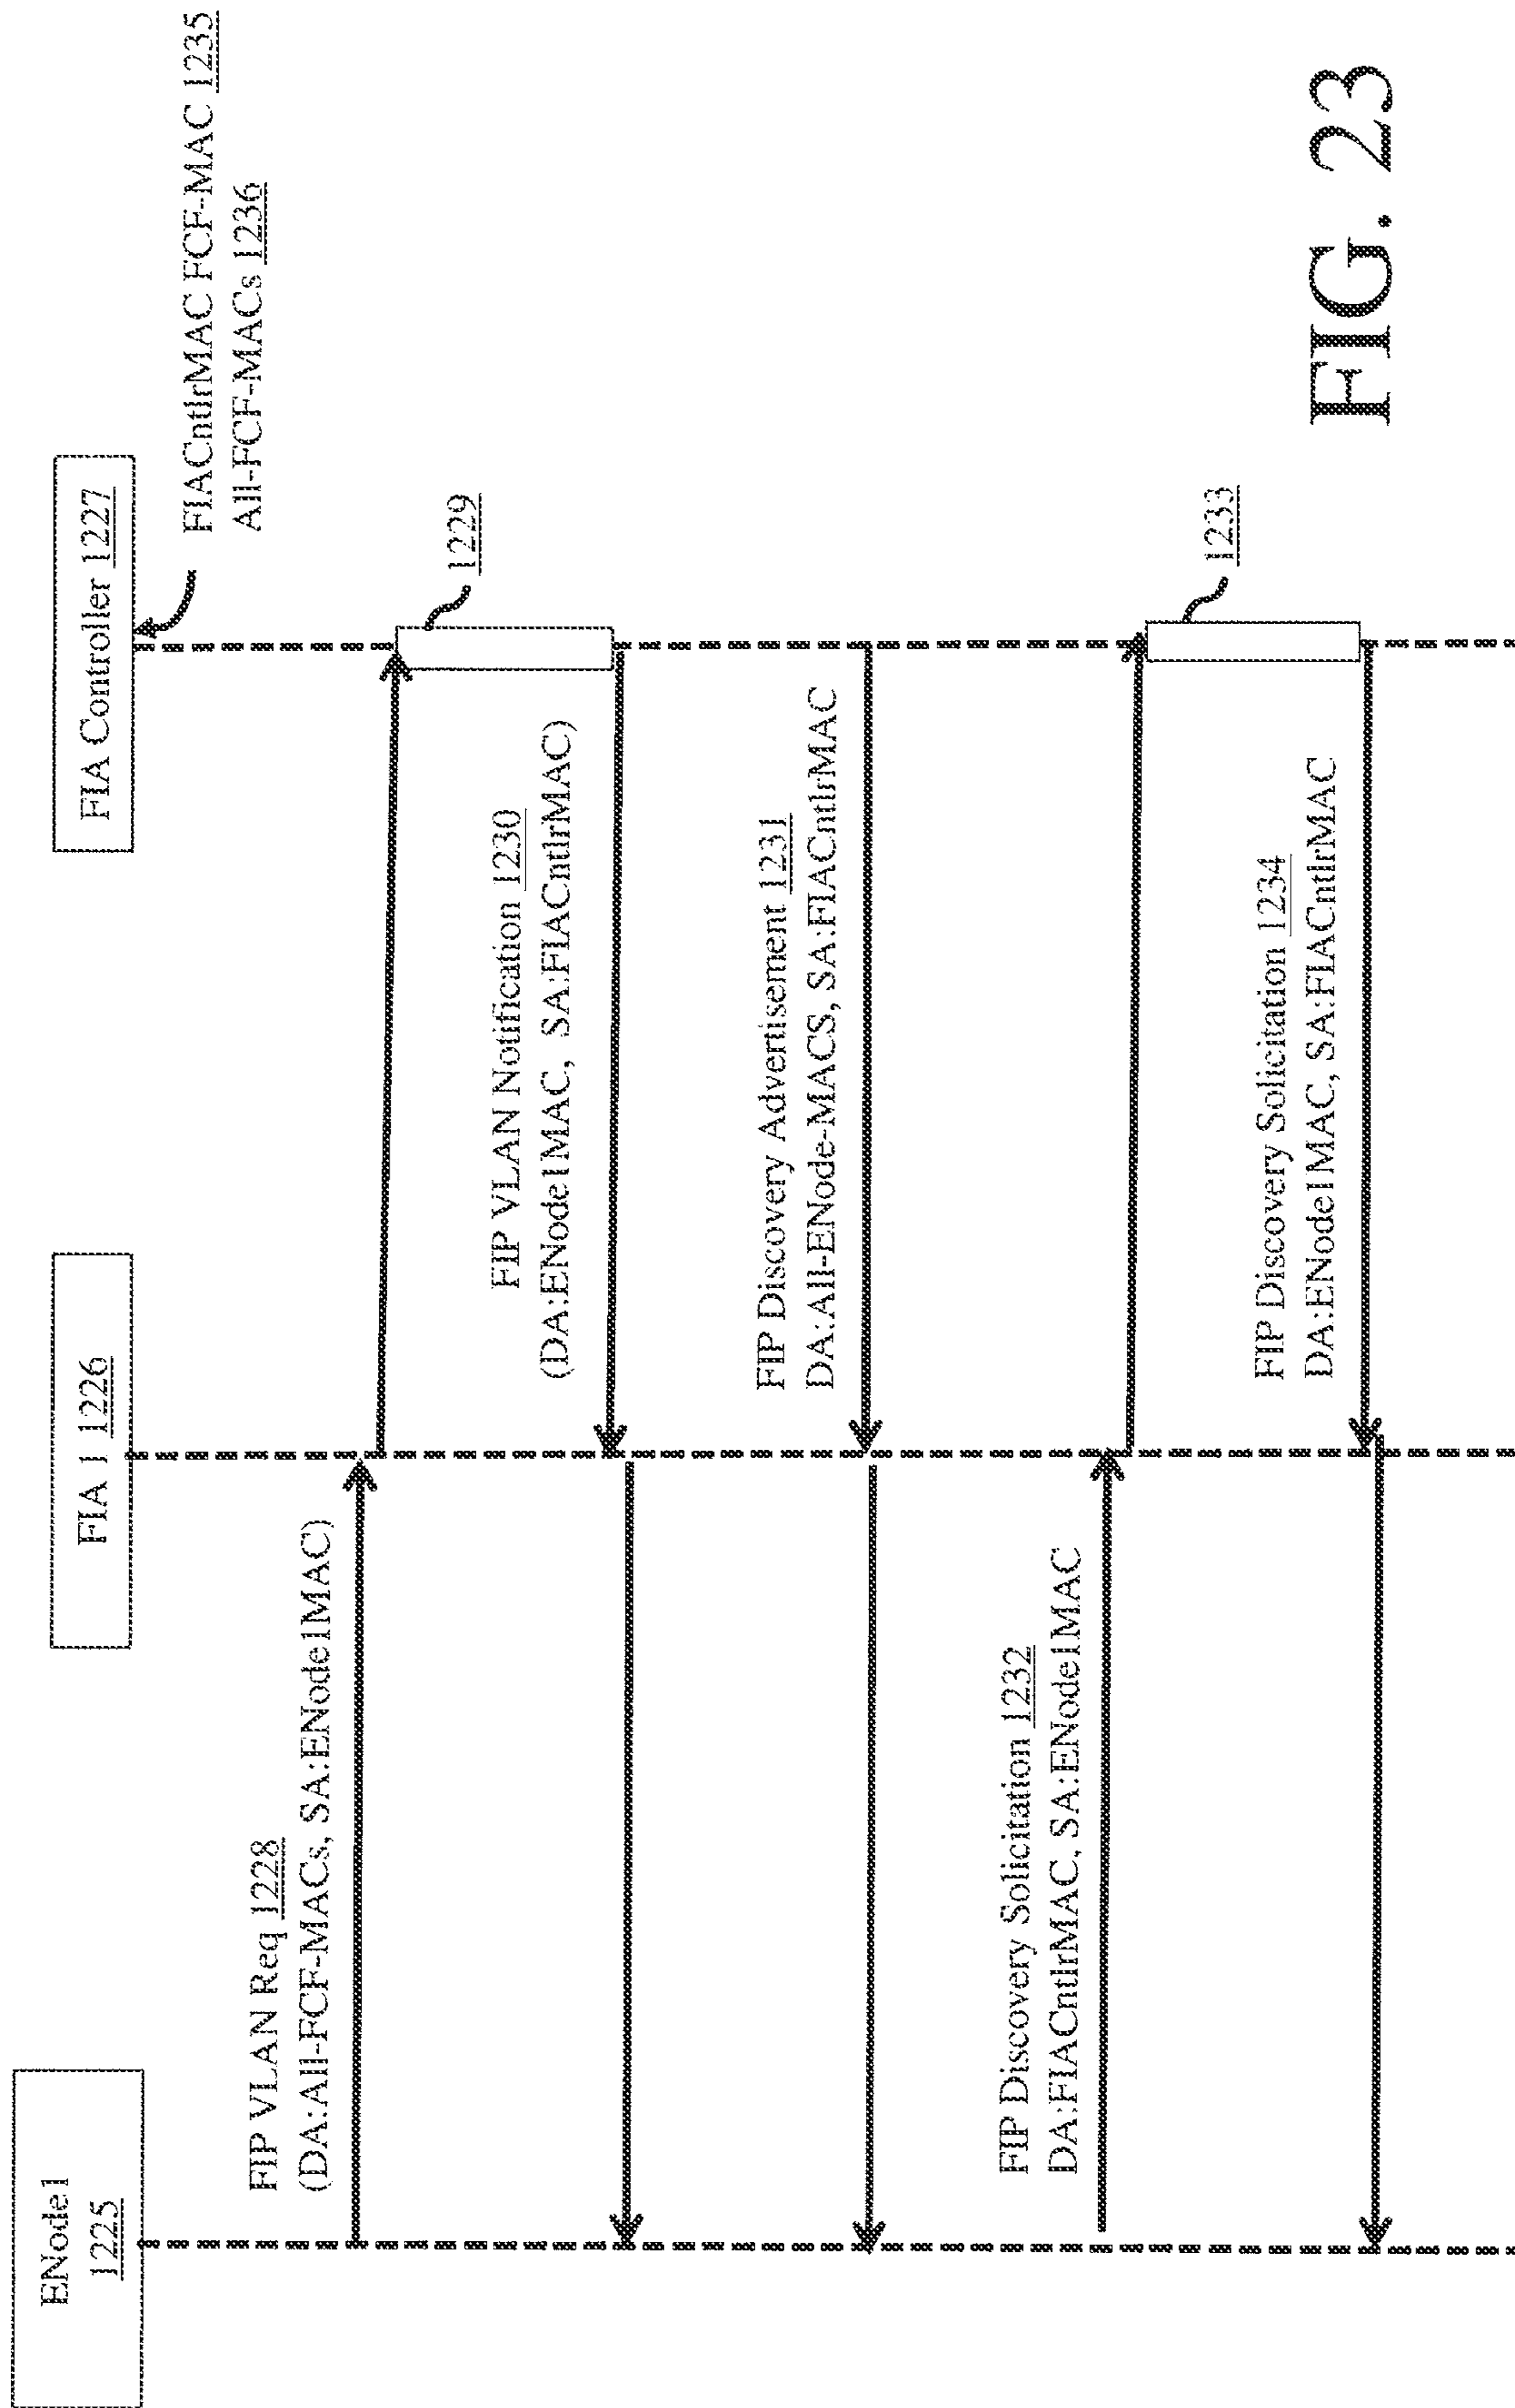 ENode1
1225
FIA 1 1226
FIA Controller 1227
FIACntlrMAC FCF-MAC 1235
All-FCF-MACs 1236
FIP VLAN Req 1228
(DA:All-FCF-MACs, SA:ENode1MAC)
1229
FIP VLAN Notification 1230
(DA:ENode1MAC, SA:FIACntlrMAC)
FIP Discovery Advertisement 1231
DA:All-ENode-MACS, SA:FIACntlrMAC
FIP Discovery Solicitation 1232
DA:FIACntlrMAC, SA:ENode1MAC
1233
FIP Discovery Solicitation 1234
DA:ENode1MAC, SA:FIACntlrMAC
FIG. 23